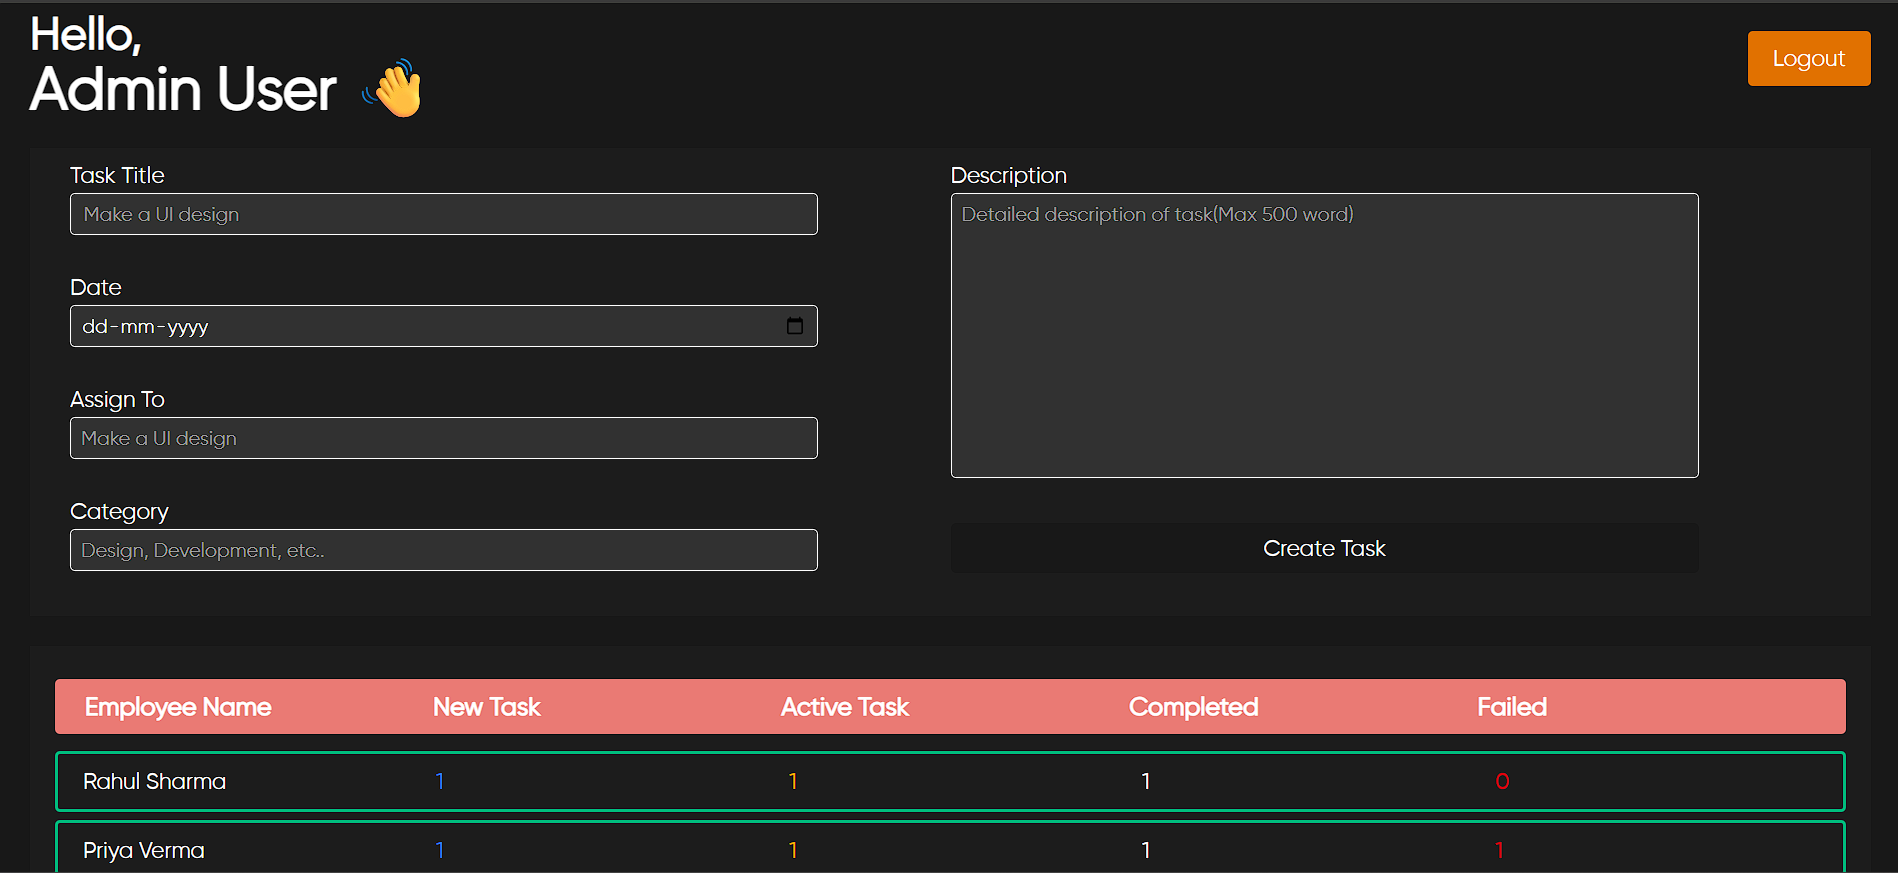 Hello,
Admin User 👋
Logout
Task Title
Make a UI design
Date
dd-mm-yyyy
Assign To
Make a UI design
Category
Design, Development, etc..
Description
Detailed description of task(Max 500 word)
Create Task
Employee Name New Task Active Task Completed Failed
Rahul Sharma 1 1 1 0
Priya Verma 1 1 1 1